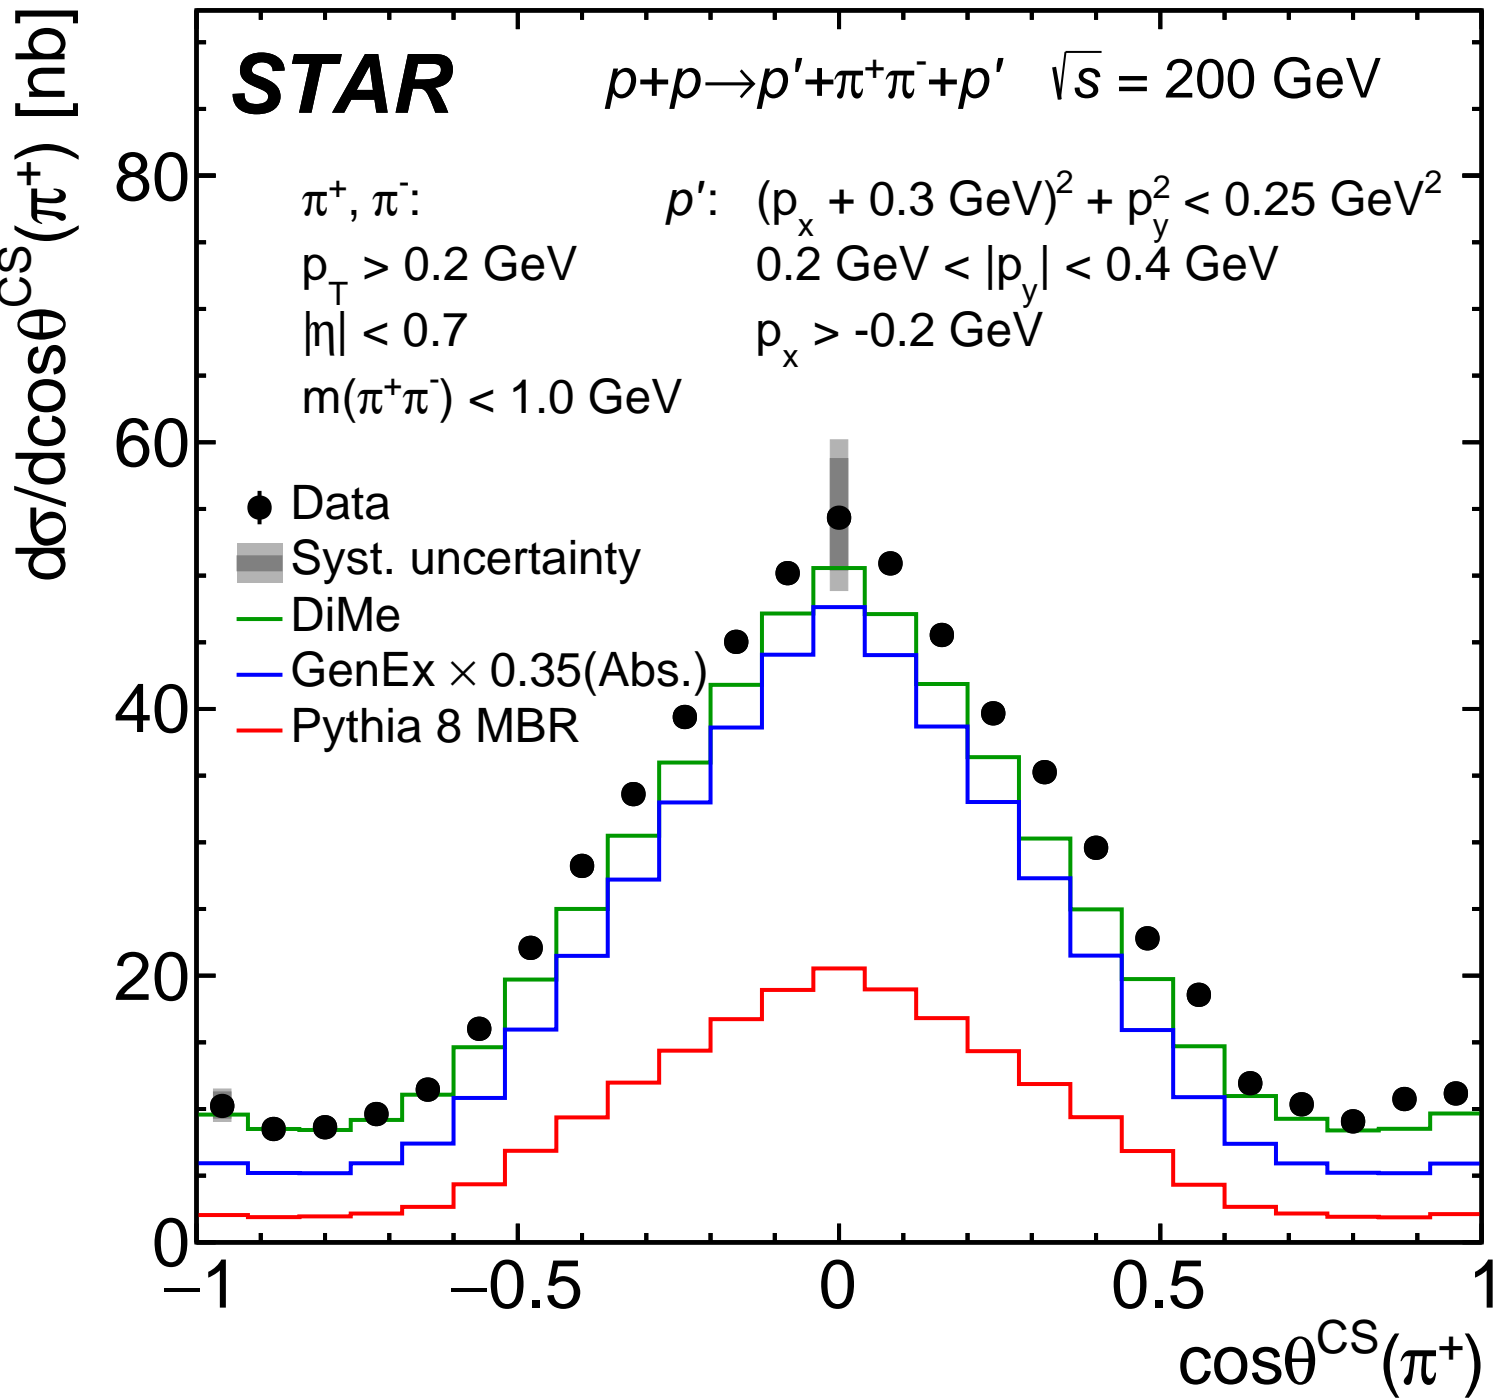 STAR p+p→p′+π⁺π⁻+p′ √s = 200 GeV
π⁺, π⁻: p′: (pₓ + 0.3 GeV)² + p_y² < 0.25 GeV²
p_T > 0.2 GeV 0.2 GeV < |p_y| < 0.4 GeV
|η| < 0.7 pₓ > -0.2 GeV
m(π⁺π⁻) < 1.0 GeV
Data
Syst. uncertainty
DiMe
GenEx × 0.35(Abs.)
Pythia 8 MBR
dσ/dcosθ^CS(π⁺) [nb]
80
60
40
20
0
−1 −0.5 0 0.5 1
cosθ^CS(π⁺)